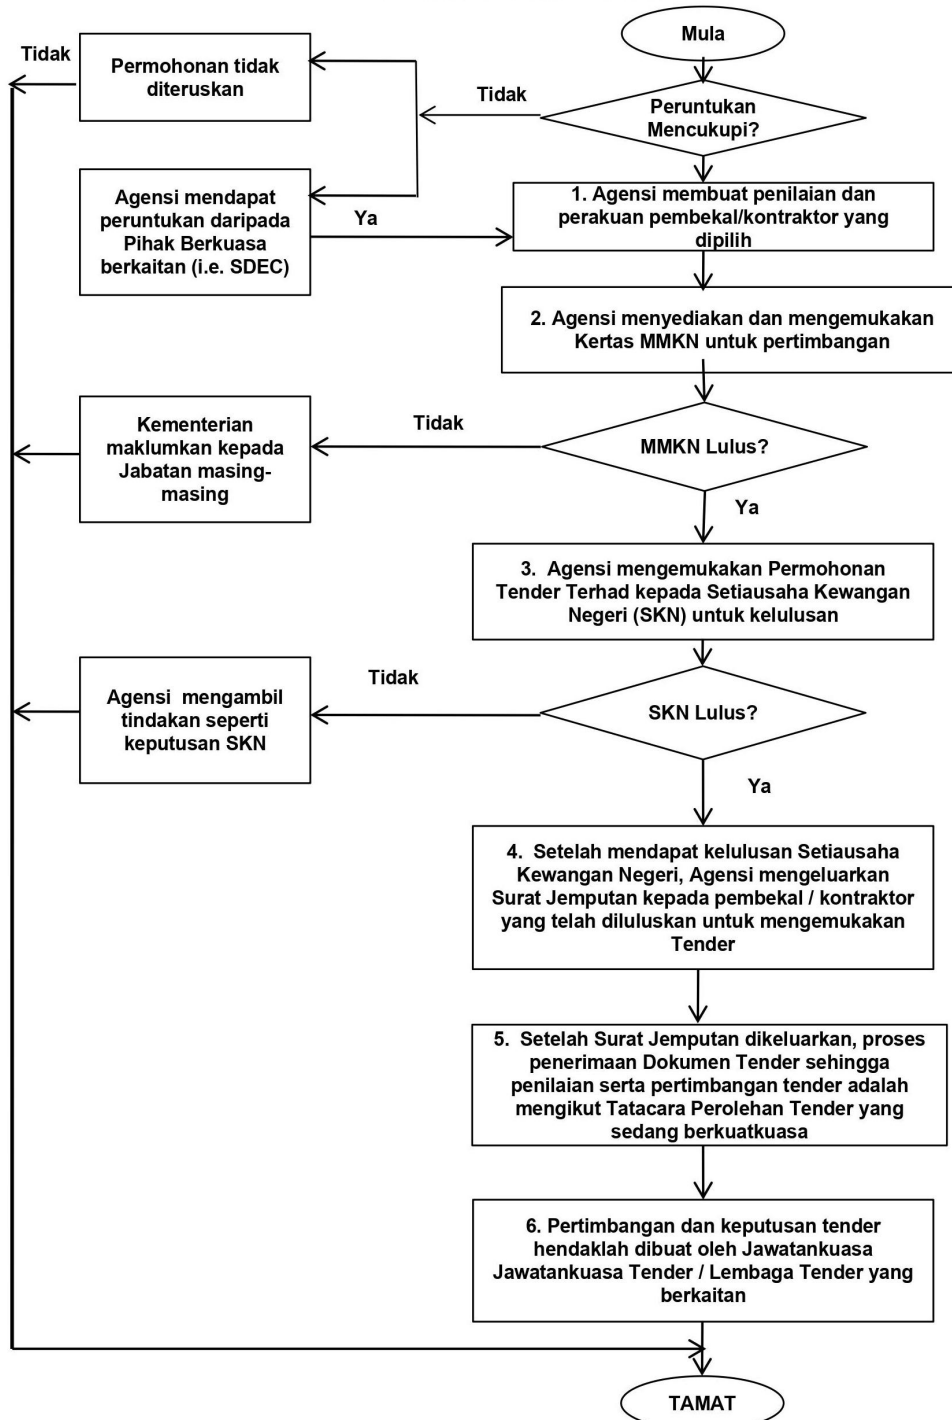 Mula
Tidak
Permohonan tidak
diteruskan
Tidak
Peruntukan
Mencukupi?
Agensi mendapat
peruntukan daripada
Pihak Berkuasa
berkaitan (i.e. SDEC)
Ya
1. Agensi membuat penilaian dan
perakuan pembekal/kontraktor yang
dipilih
2. Agensi menyediakan dan mengemukakan
Kertas MMKN untuk pertimbangan
Kementerian
maklumkan kepada
Jabatan masing-
masing
Tidak
MMKN Lulus?
Ya
3. Agensi mengemukakan Permohonan
Tender Terhad kepada Setiausaha Kewangan
Negeri (SKN) untuk kelulusan
Agensi mengambil
tindakan seperti
keputusan SKN
Tidak
SKN Lulus?
Ya
4. Setelah mendapat kelulusan Setiausaha
Kewangan Negeri, Agensi mengeluarkan
Surat Jemputan kepada pembekal / kontraktor
yang telah diluluskan untuk mengemukakan
Tender
5. Setelah Surat Jemputan dikeluarkan, proses
penerimaan Dokumen Tender sehingga
penilaian serta pertimbangan tender adalah
mengikut Tatacara Perolehan Tender yang
sedang berkuatkuasa
6. Pertimbangan dan keputusan tender
hendaklah dibuat oleh Jawatankuasa
Jawatankuasa Tender / Lembaga Tender yang
berkaitan
TAMAT